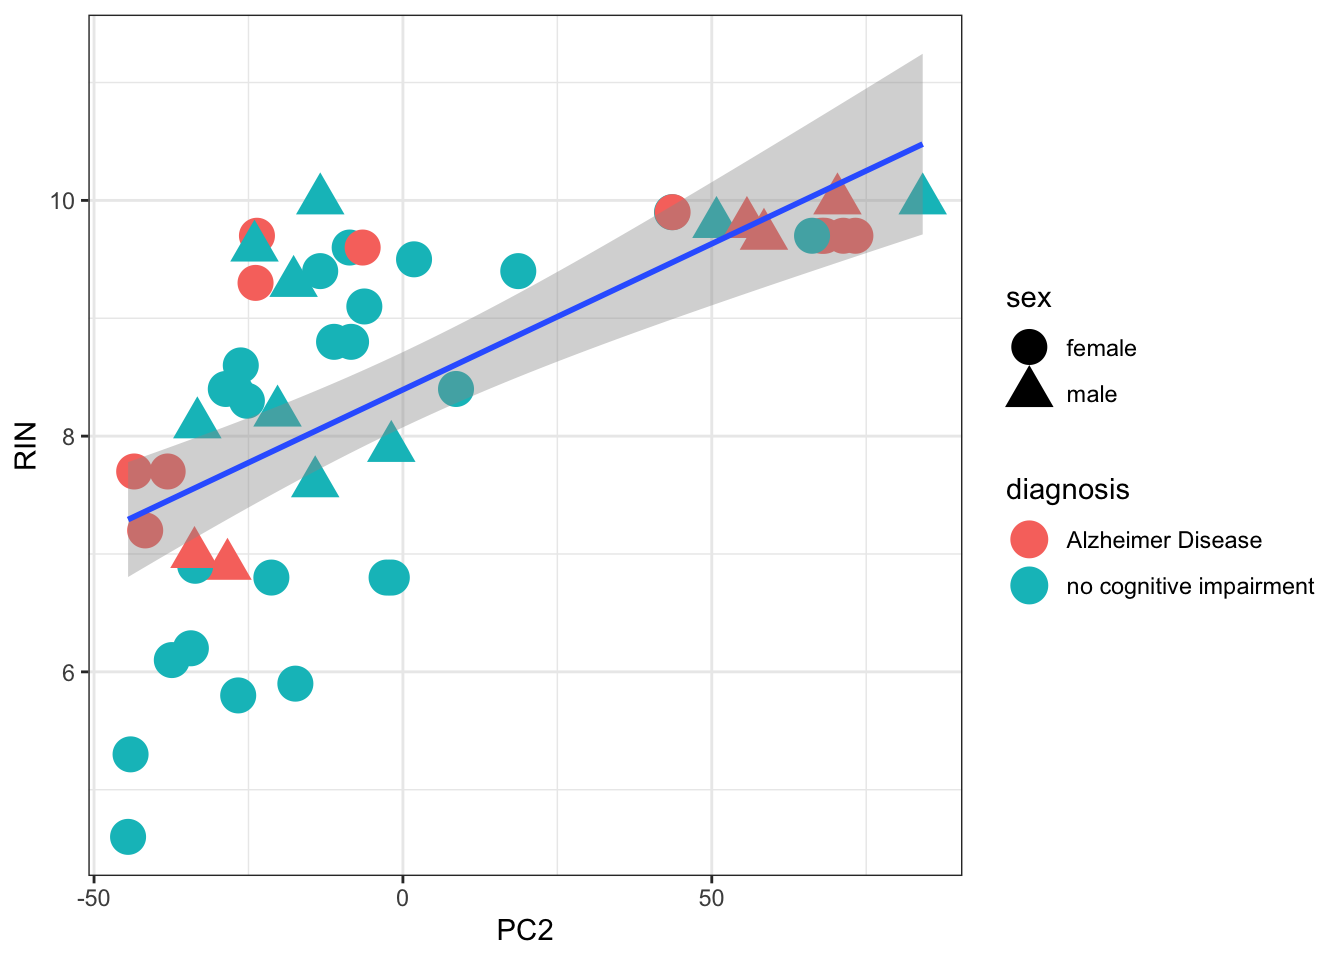 RIN
10
8
6
-50
0
50
PC2
sex
female
male
diagnosis
Alzheimer Disease
no cognitive impairment